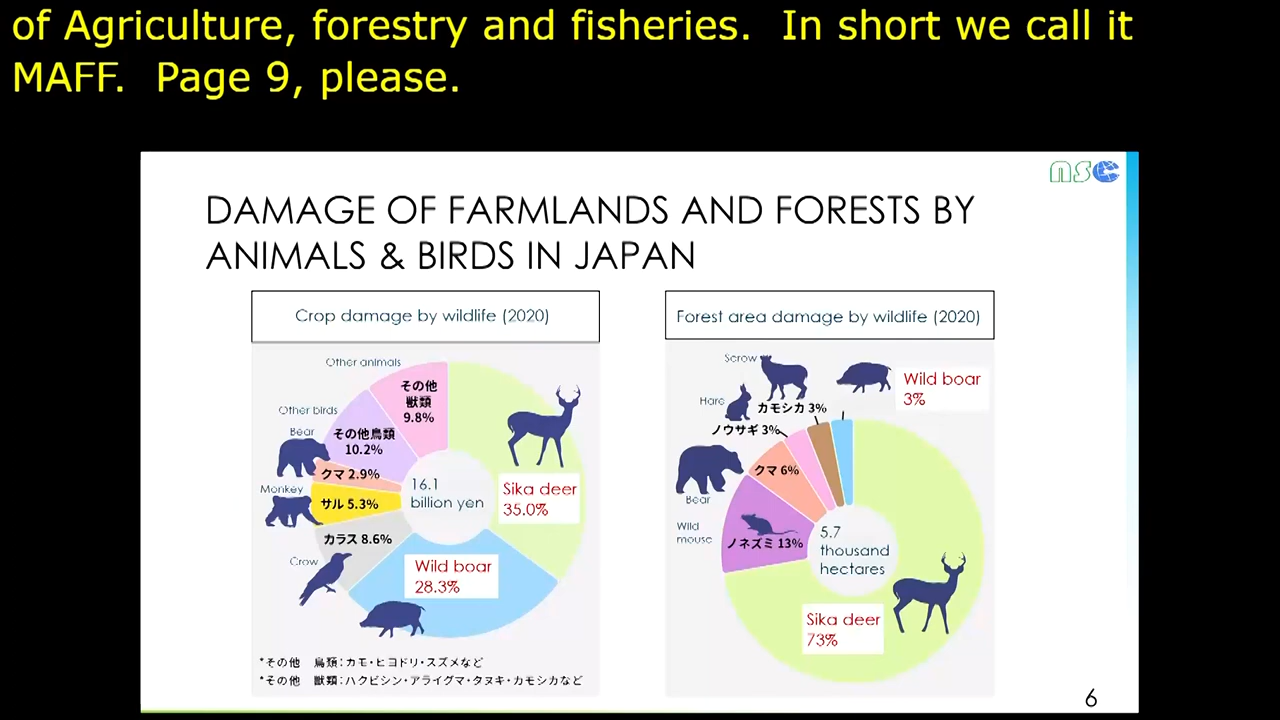 of Agriculture, forestry and fisheries.  In short we call it
MAFF.  Page 9, please.
nsc
DAMAGE OF FARMLANDS AND FORESTS BY
ANIMALS & BIRDS IN JAPAN
Crop damage by wildlife (2020)
Other animals
その他
獣類
9.8%
Other birds
その他鳥類
10.2%
Bear
クマ 2.9%
Monkey
サル 5.3%
カラス 8.6%
Crow
16.1
billion yen
Sika deer
35.0%
Wild boar
28.3%
*その他　鳥類：カモ・ヒヨドリ・スズメなど
*その他　獣類：ハクビシン・アライグマ・タヌキ・カモシカなど
Forest area damage by wildlife (2020)
Serow
カモシカ 3%
Wild boar
3%
Hare
ノウサギ 3%
クマ 6%
Bear
Wild
mouse
ノネズミ 13%
5.7
thousand
hectares
Sika deer
73%
6